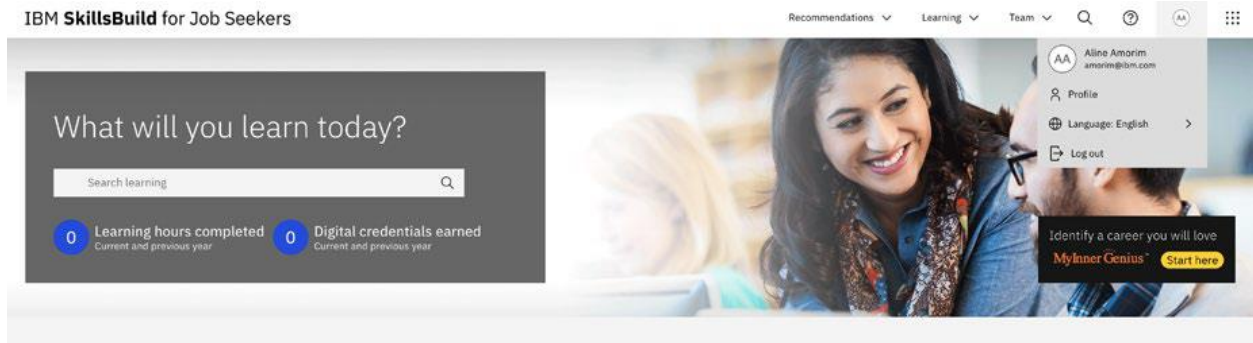 IBM SkillsBuild for Job Seekers
Recommendations
Learning
Team
AA
AA
Aline Amorim
amorim@ibm.com
Profile
Language: English
Log out
What will you learn today?
Search learning
0
Learning hours completed
Current and previous year
0
Digital credentials earned
Current and previous year
Identify a career you will love
MyInner Genius™
Start here